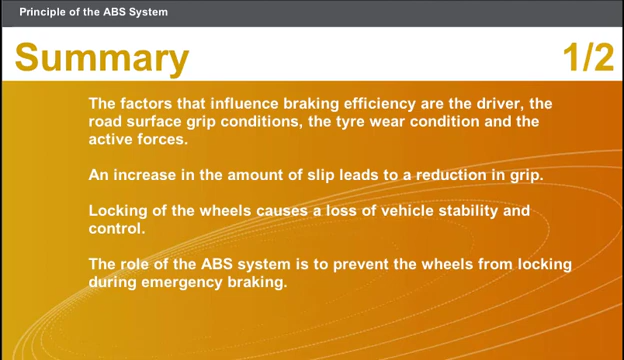 Principle of the ABS System
Summary 1/2
The factors that influence braking efficiency are the driver, the
road surface grip conditions, the tyre wear condition and the
active forces.
An increase in the amount of slip leads to a reduction in grip.
Locking of the wheels causes a loss of vehicle stability and
control.
The role of the ABS system is to prevent the wheels from locking
during emergency braking.